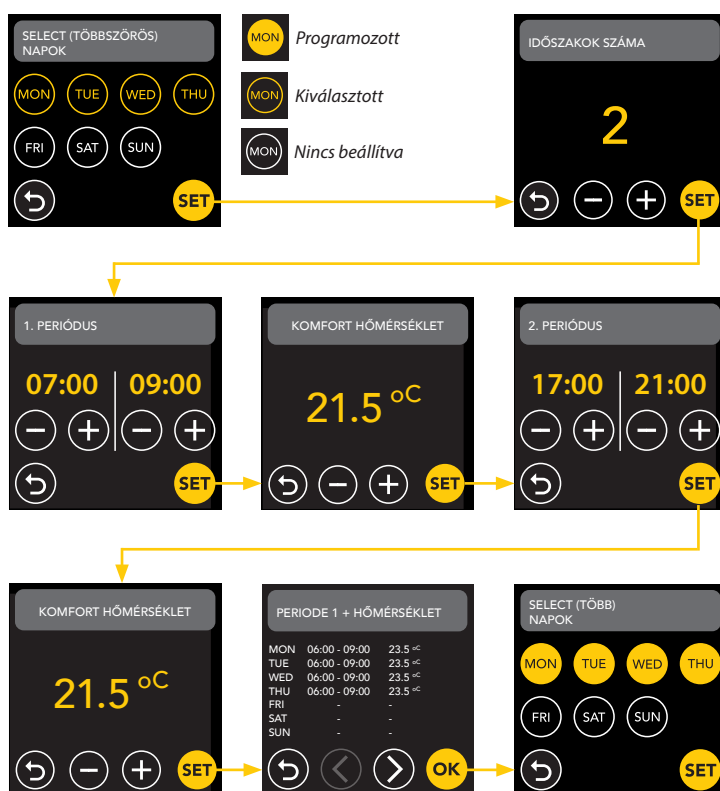 SELECT (TÖBBSZÖRÖS)
NAPOK
MON TUE WED THU
FRI SAT SUN
SET
MON Programozott
MON Kiválasztott
MON Nincs beállítva
IDŐSZAKOK SZÁMA
2
SET
1. PERIÓDUS
07:00 09:00
SET
KOMFORT HŐMÉRSÉKLET
21.5 °C
SET
2. PERIÓDUS
17:00 21:00
SET
KOMFORT HŐMÉRSÉKLET
21.5 °C
SET
PERIODE 1 + HŐMÉRSÉKLET
MON 06:00 - 09:00 23.5 °C
TUE 06:00 - 09:00 23.5 °C
WED 06:00 - 09:00 23.5 °C
THU 06:00 - 09:00 23.5 °C
FRI - -
SAT - -
SUN - -
OK
SELECT (TÖBB)
NAPOK
MON TUE WED THU
FRI SAT SUN
SET